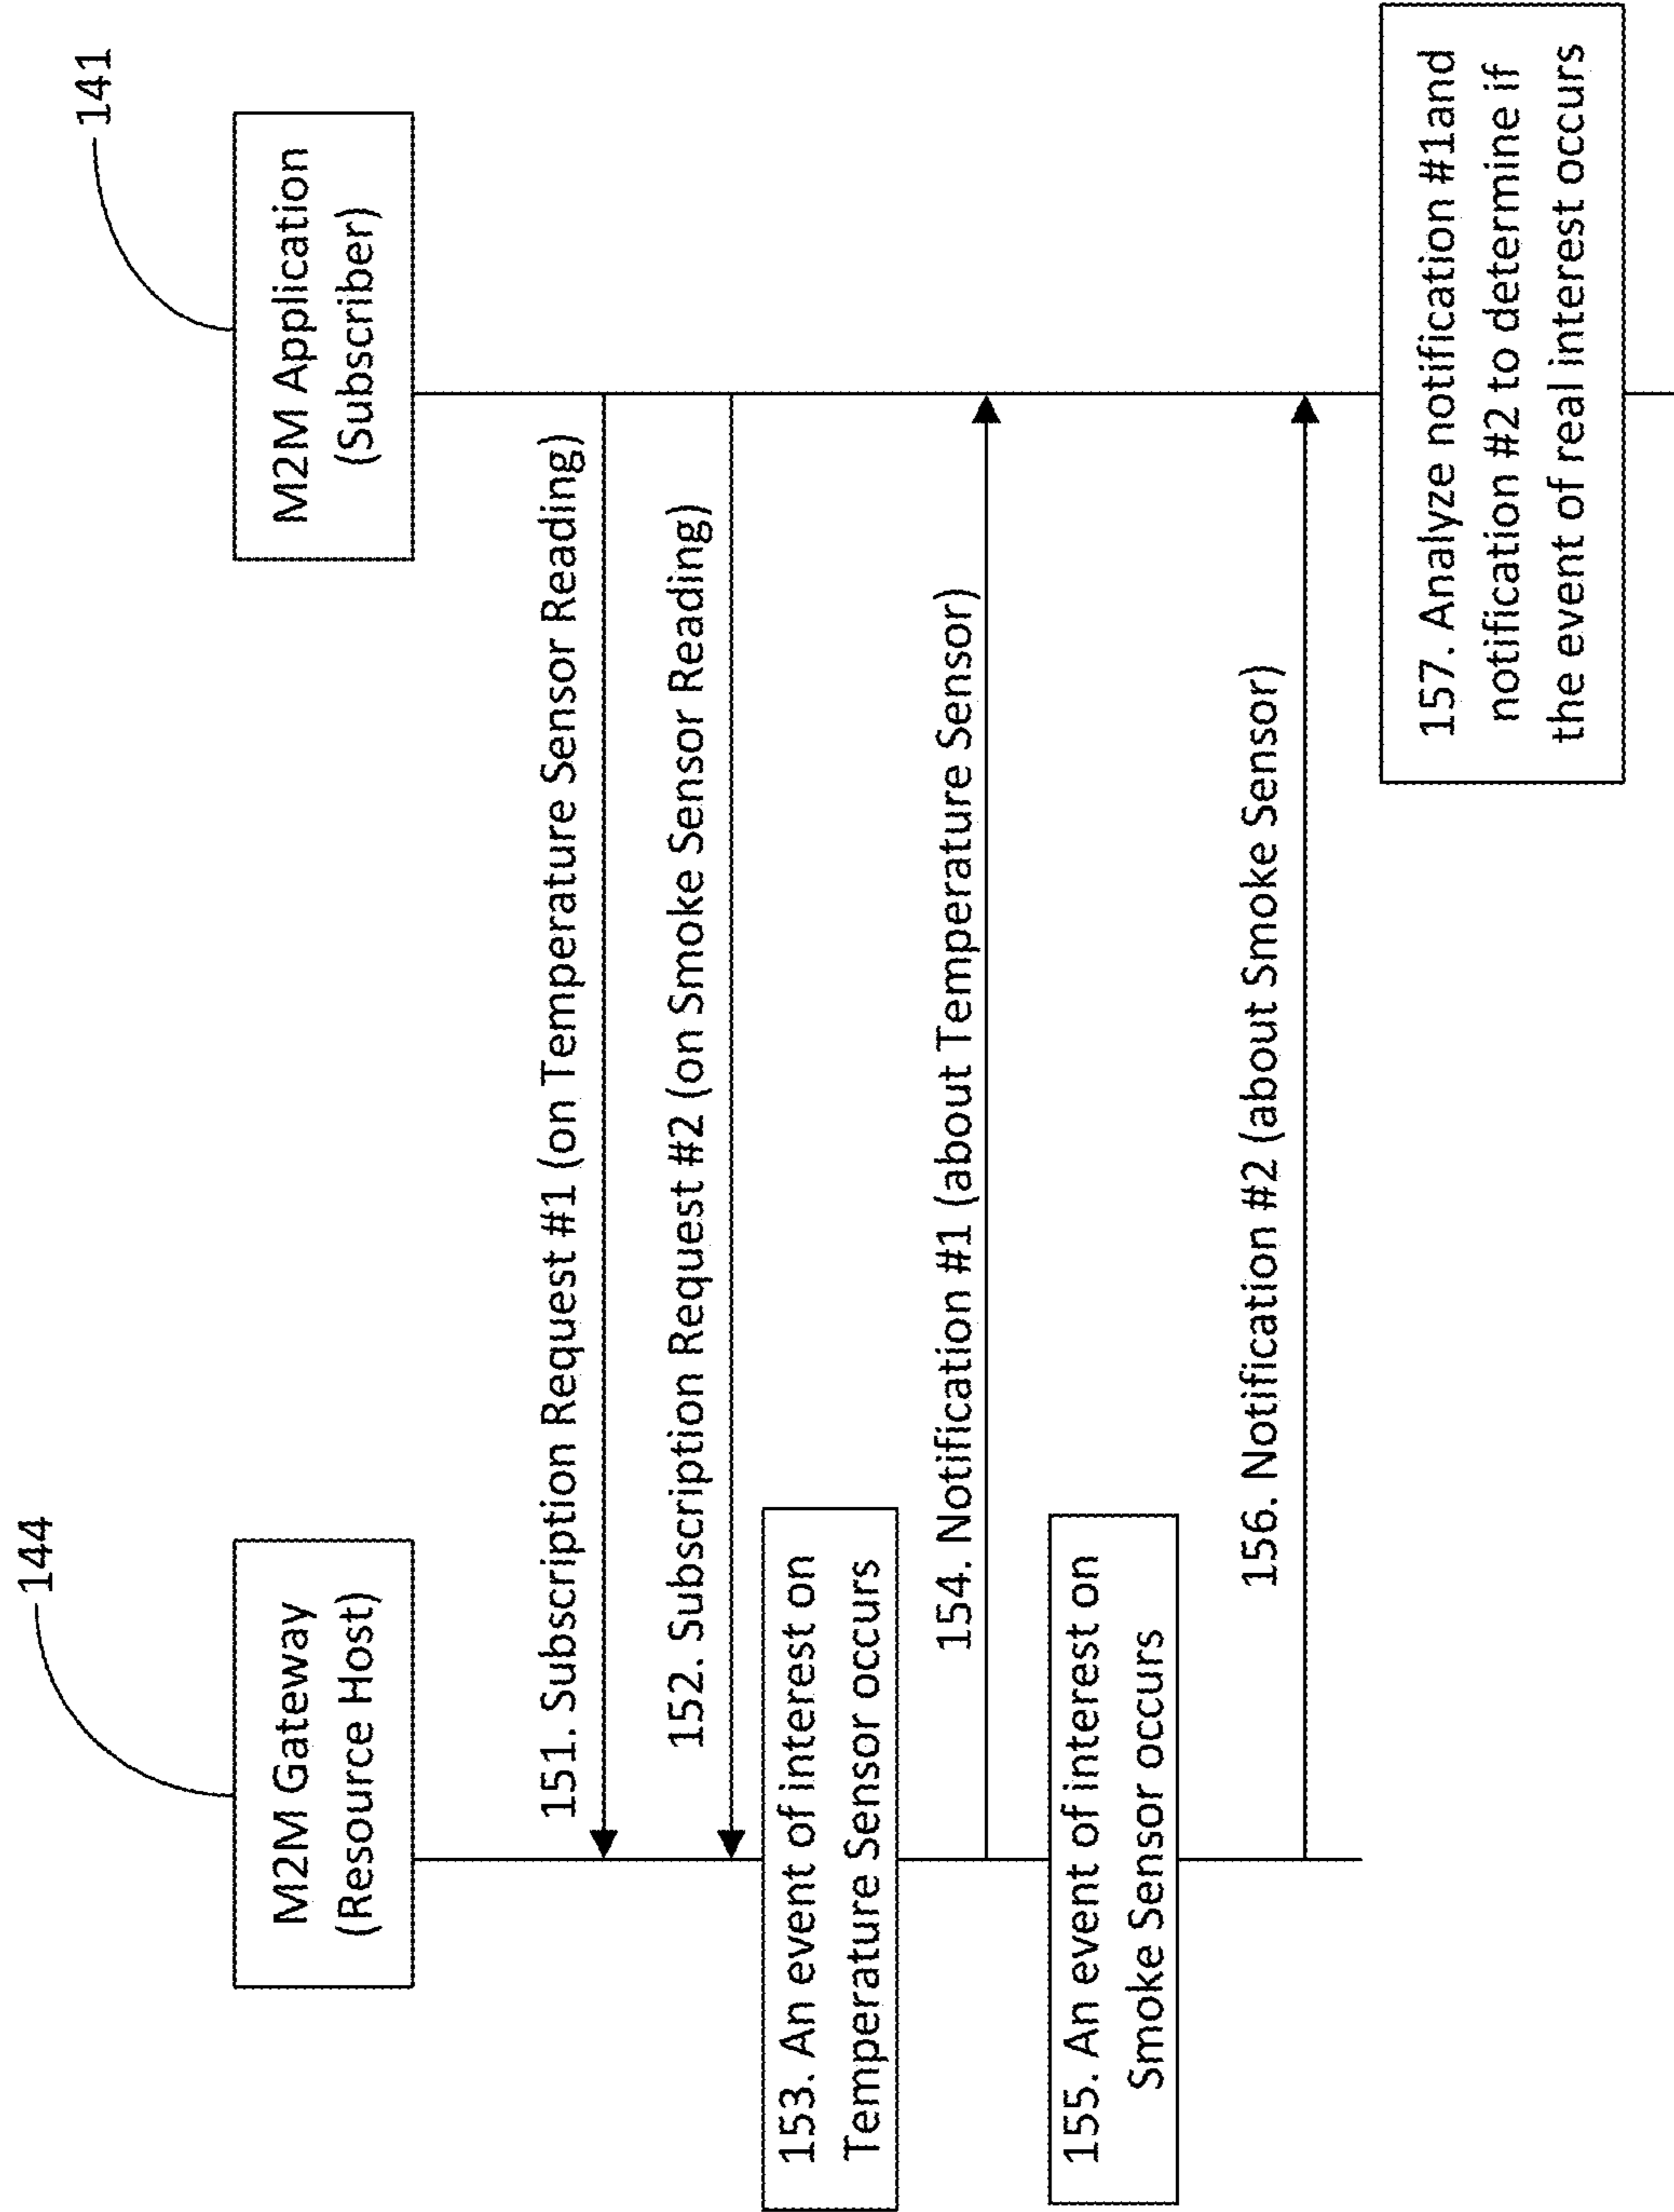 144
141
M2M Gateway
(Resource Host)
M2M Application
(Subscriber)
151. Subscription Request #1 (on Temperature Sensor Reading)
152. Subscription Request #2 (on Smoke Sensor Reading)
153. An event of interest on
Temperature Sensor occurs
154. Notification #1 (about Temperature Sensor)
155. An event of interest on
Smoke Sensor occurs
156. Notification #2 (about Smoke Sensor)
157. Analyze notification #1and
notification #2 to determine if
the event of real interest occurs